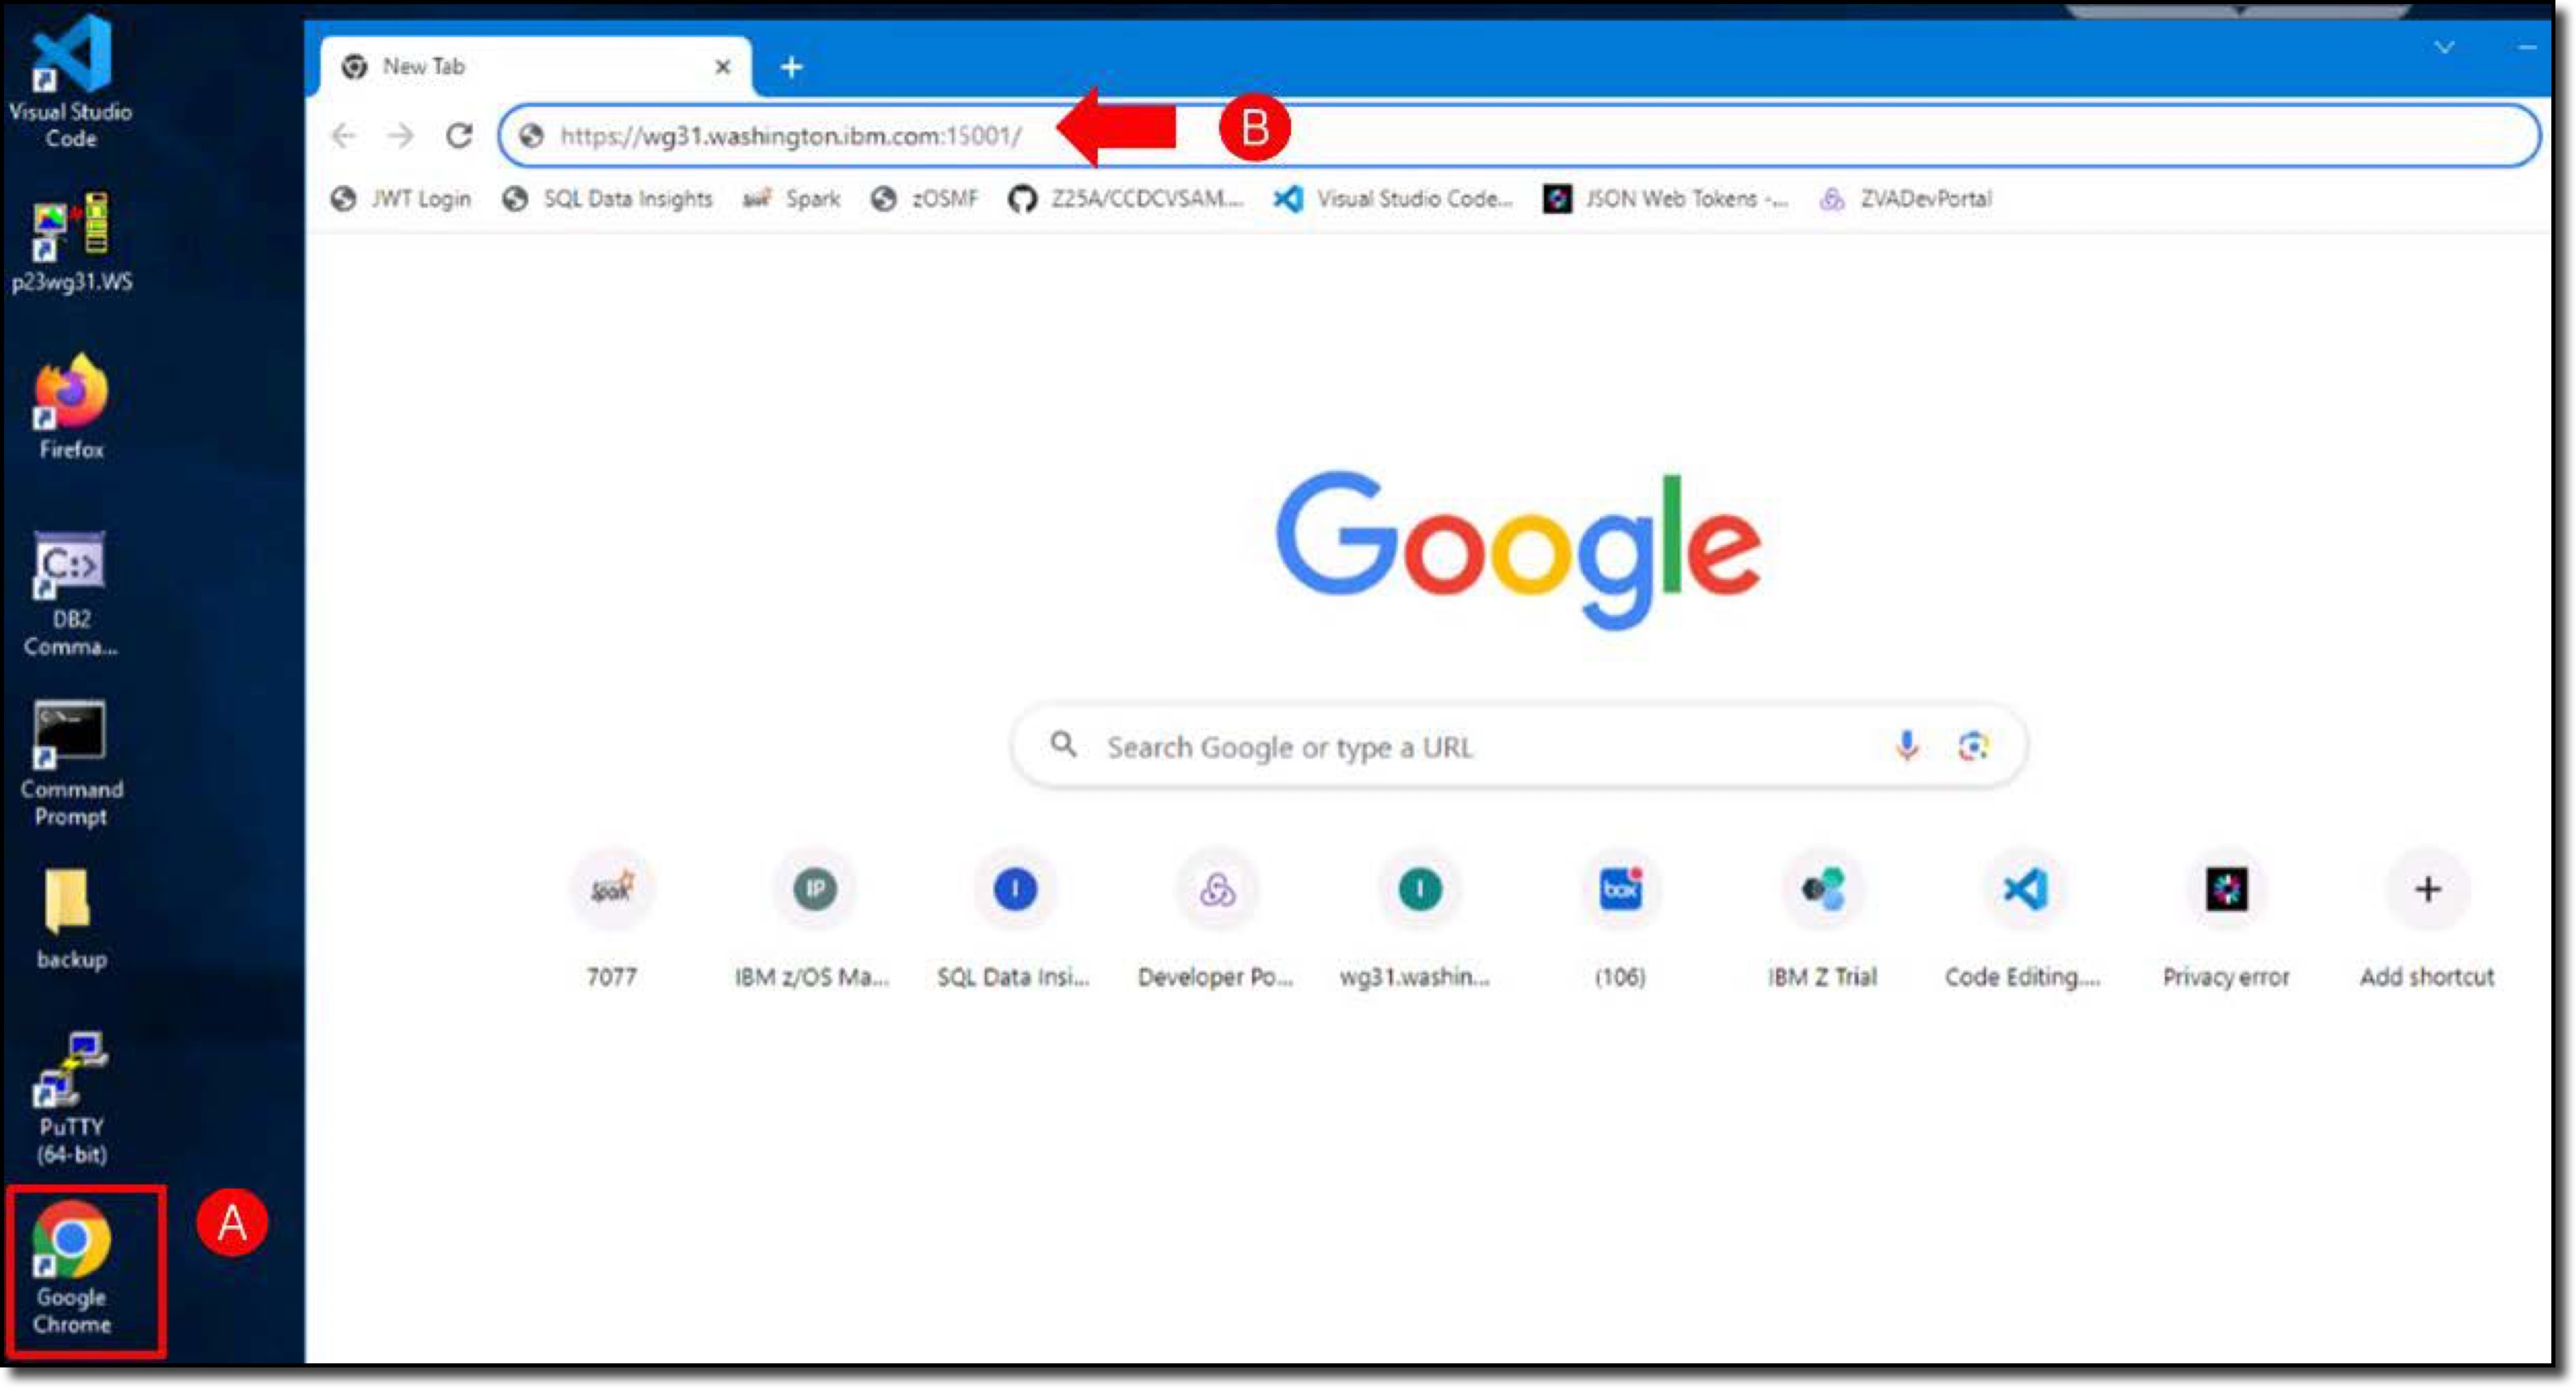 Visual Studio
Code
p23wg31.WS
Firefox
C:\>
DB2
Comma...
Command
Prompt
backup
PuTTY
(64-bit)
Google
Chrome
A
New Tab
https://wg31.washington.ibm.com:15001/
B
JWT Login
SQL Data Insights
Spark
zOSMF
Z25A/CCDCVSAM....
Visual Studio Code...
JSON Web Tokens -...
ZVADevPortal
Google
Search Google or type a URL
Spark
7077
IP
IBM z/OS Ma...
I
SQL Data Insi...
Developer Po...
I
wg31.washin...
box
(106)
IBM Z Trial
Code Editing....
Privacy error
Add shortcut